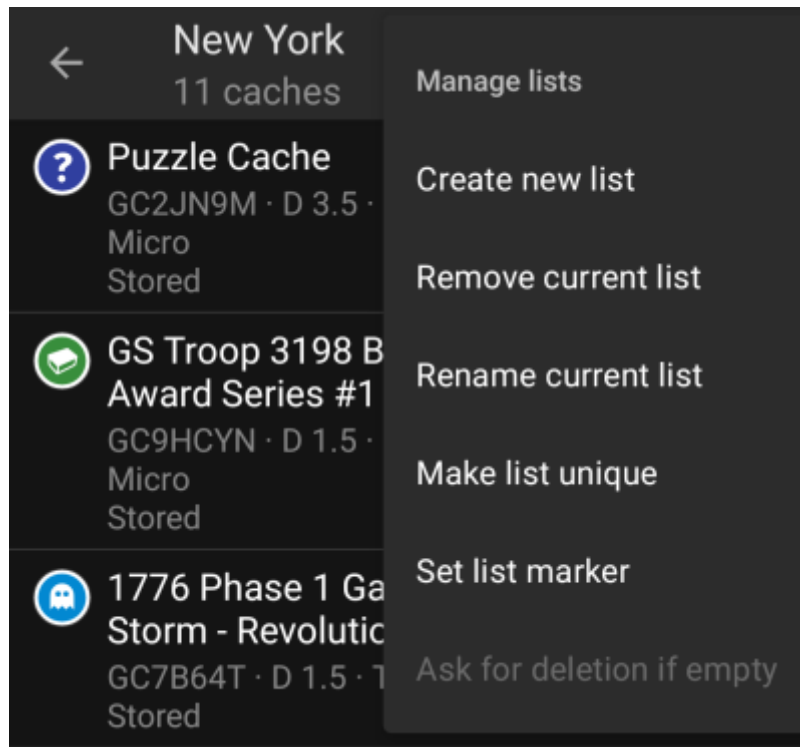 New York
11 caches
Puzzle Cache
GC2JN9M · D 3.5 ·
Micro
Stored
GS Troop 3198 B
Award Series #1
GC9HCYN · D 1.5 ·
Micro
Stored
1776 Phase 1 Ga
Storm - Revolutic
GC7B64T · D 1.5 · T
Stored
Manage lists
Create new list
Remove current list
Rename current list
Make list unique
Set list marker
Ask for deletion if empty